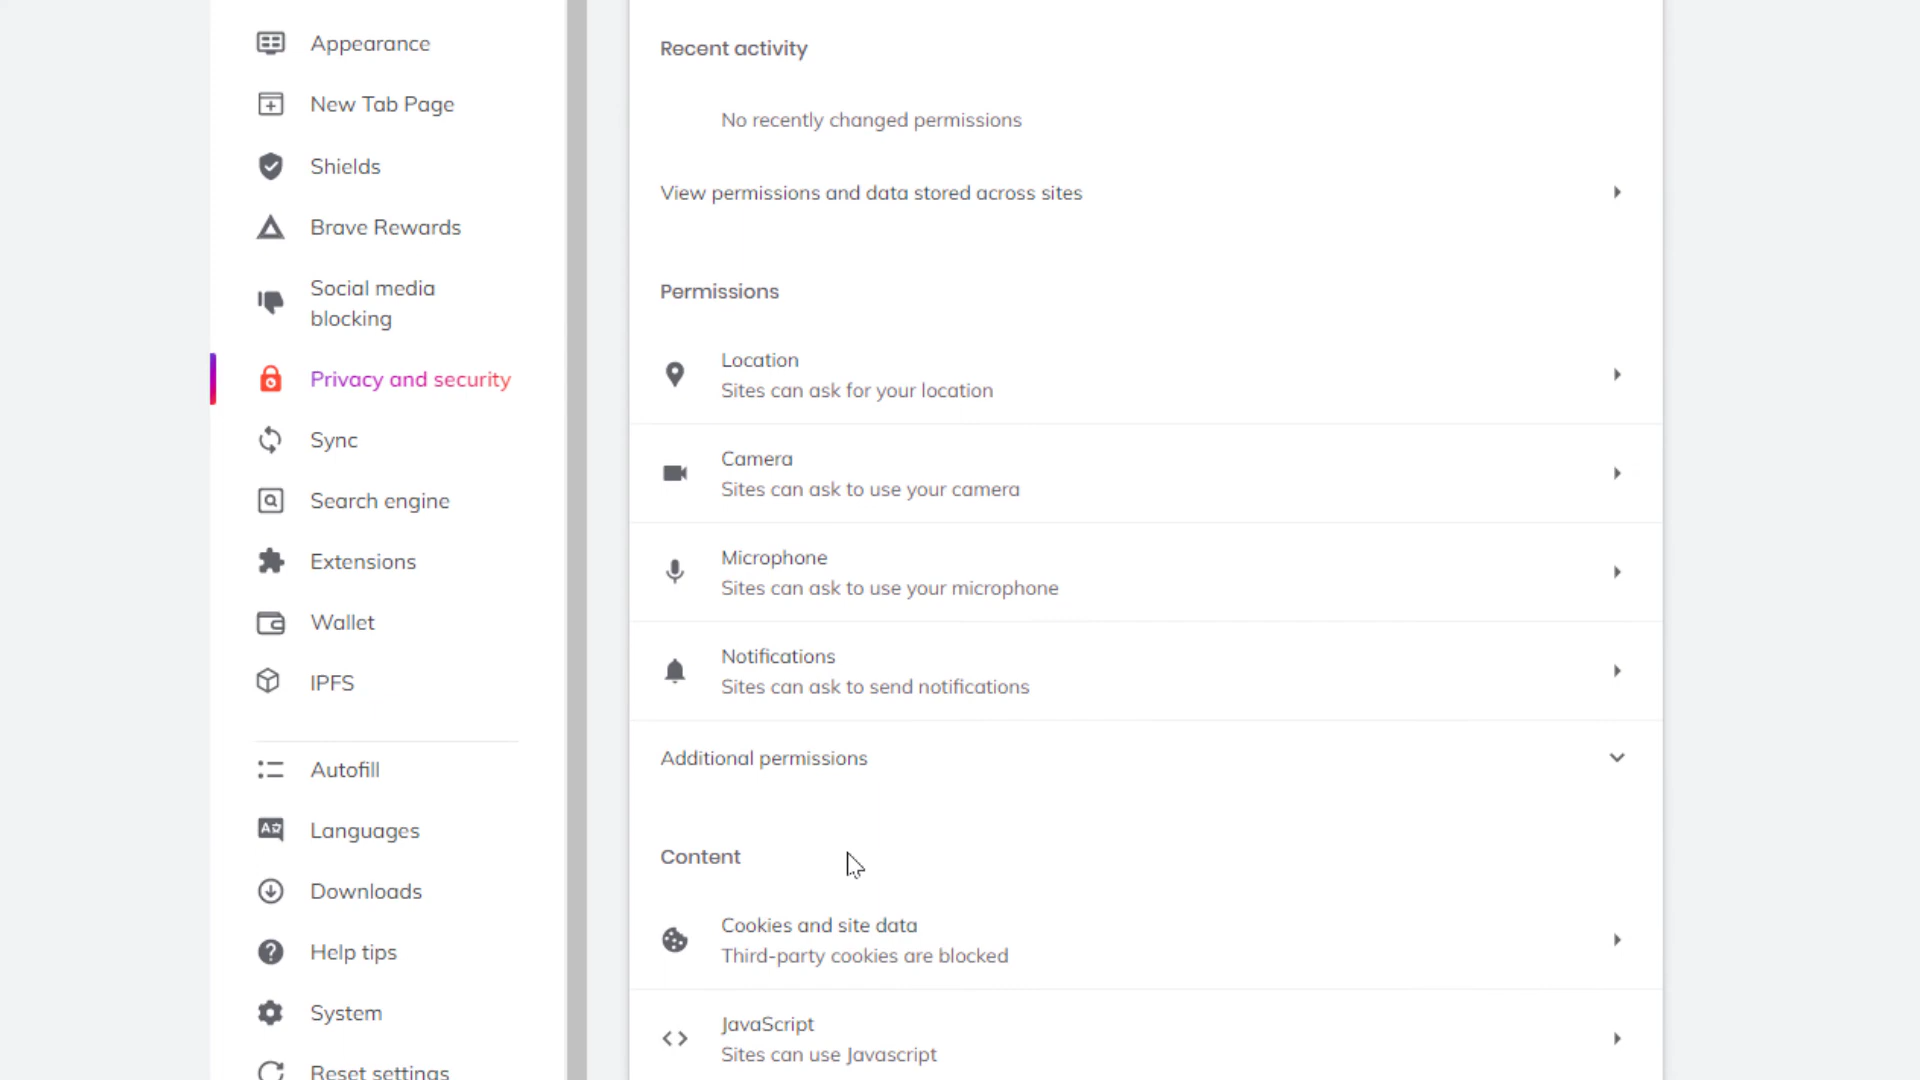 Appearance
New Tab Page
Shields
Brave Rewards
Social media
blocking
Privacy and security
Sync
Search engine
Extensions
Wallet
IPFS
Autofill
Languages
Downloads
Help tips
System
Reset settings
Recent activity
No recently changed permissions
View permissions and data stored across sites
Permissions
Location
Sites can ask for your location
Camera
Sites can ask to use your camera
Microphone
Sites can ask to use your microphone
Notifications
Sites can ask to send notifications
Additional permissions
Content
Cookies and site data
Third-party cookies are blocked
JavaScript
Sites can use Javascript